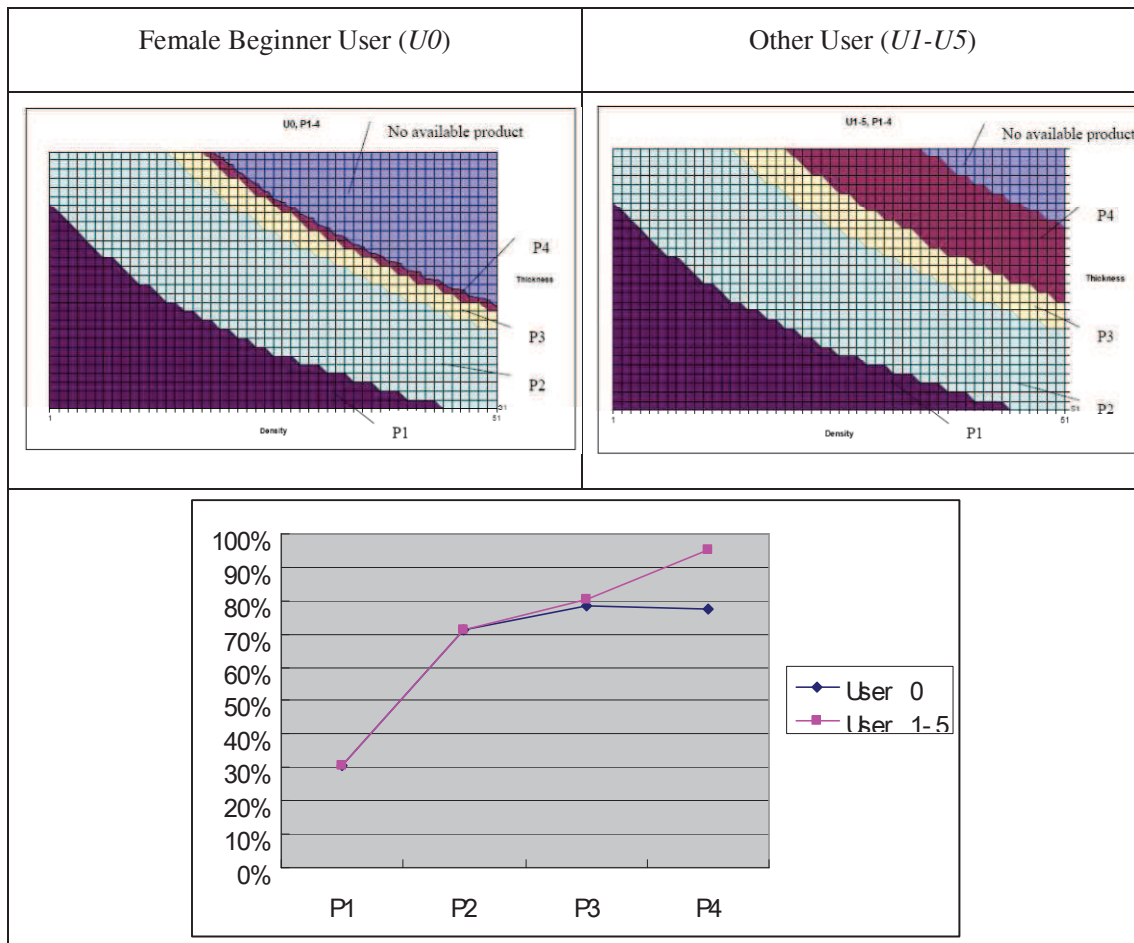 Female Beginner User (U0)
Other User (U1-U5)
U0, P1-4
No available product
P4
Thickness
P3
P2
S1
1
51
Density
P1
U1-5, P1-4
No available product
P4
Thickness
P3
P2
S1
1
51
Density
P1
100%
90%
80%
70%
60%
50%
40%
30%
20%
10%
0%
P1 P2 P3 P4
User 0
User 1-5